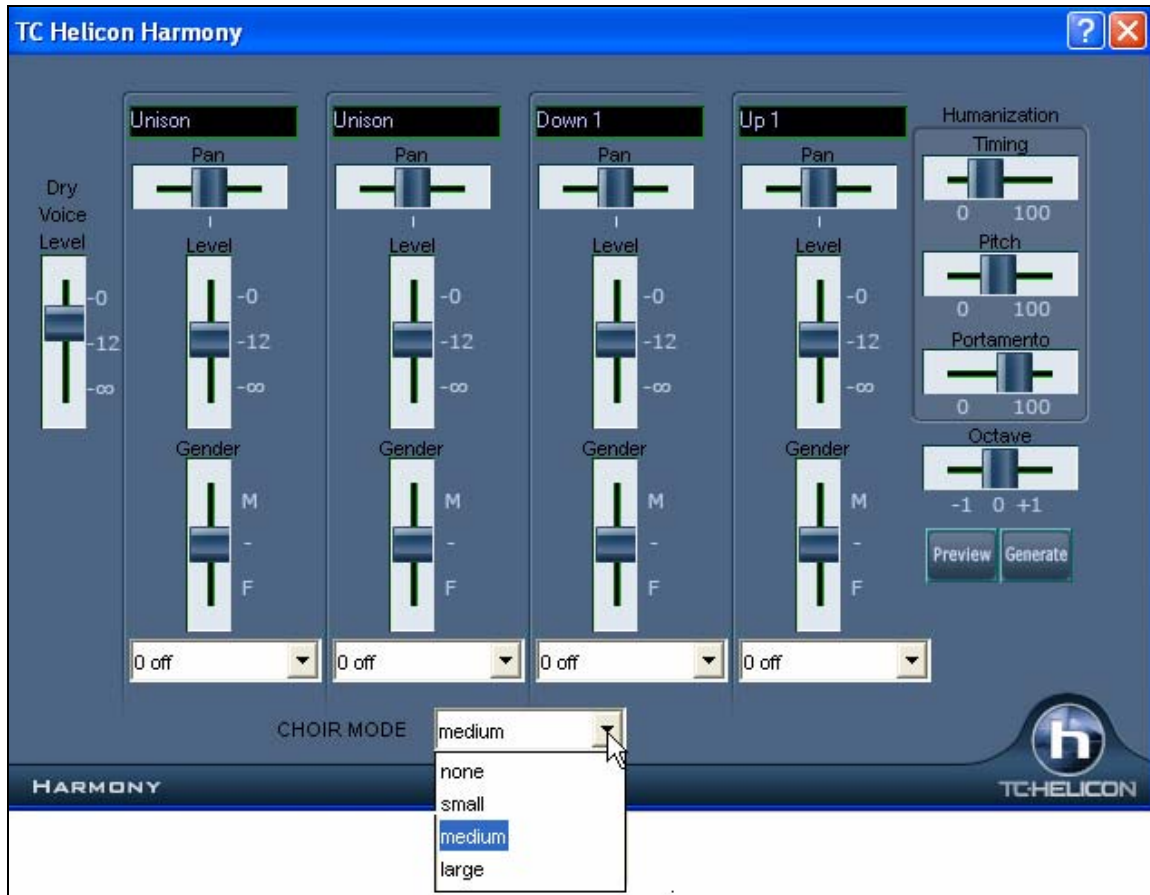 TC Helicon Harmony
?
Unison
Unison
Down 1
Up 1
Humanization
Pan
Pan
Pan
Pan
Timing
0 100
Dry
Voice
Level
Level
Level
Level
Level
Pitch
-0
-12
-∞
-0
-12
-∞
-0
-12
-∞
-0
-12
-∞
-0
-12
-∞
0 100
Portamento
0 100
Gender
Gender
Gender
Gender
Octave
-1 0 +1
M
-
F
M
-
F
M
-
F
M
-
F
Preview Generate
0 off
0 off
0 off
0 off
CHOIR MODE medium
none
small
medium
large
HARMONY
h
TC·HELICON